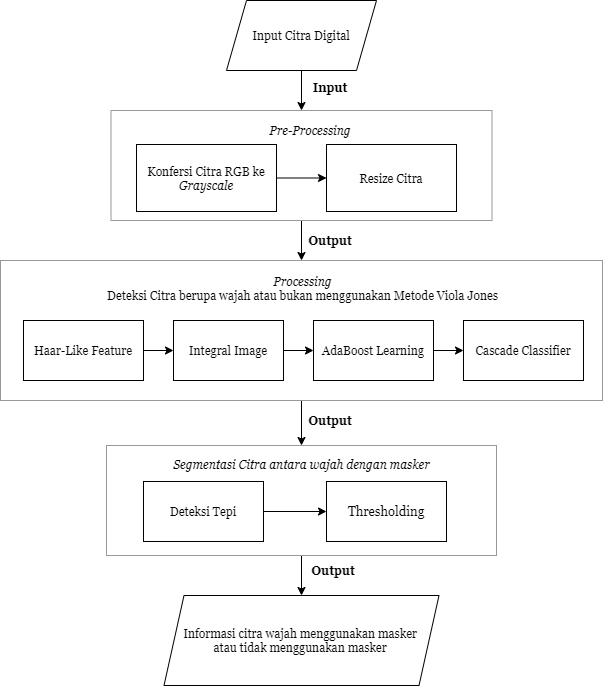 Input Citra Digital
Input
Pre-Processing
Konfersi Citra RGB ke
Grayscale
Resize Citra
Output
Processing
Deteksi Citra berupa wajah atau bukan menggunakan Metode Viola Jones
Haar-Like Feature
Integral Image
AdaBoost Learning
Cascade Classifier
Output
Segmentasi Citra antara wajah dengan masker
Deteksi Tepi
Thresholding
Output
Informasi citra wajah menggunakan masker
atau tidak menggunakan masker